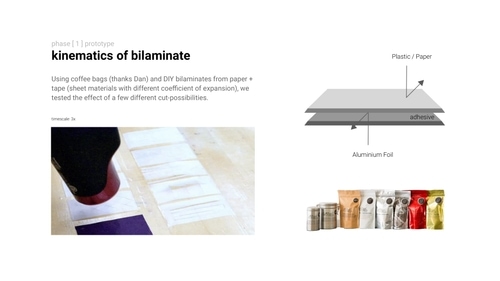 phase [ 1 ] prototype
kinematics of bilaminate
Using coffee bags (thanks Dan) and DIY bilaminates from paper +
tape (sheet materials with different coefficient of expansion), we
tested the effect of a few different cut-possibilities.
timescale: 3x
Plastic / Paper
adhesive
Aluminium Foil